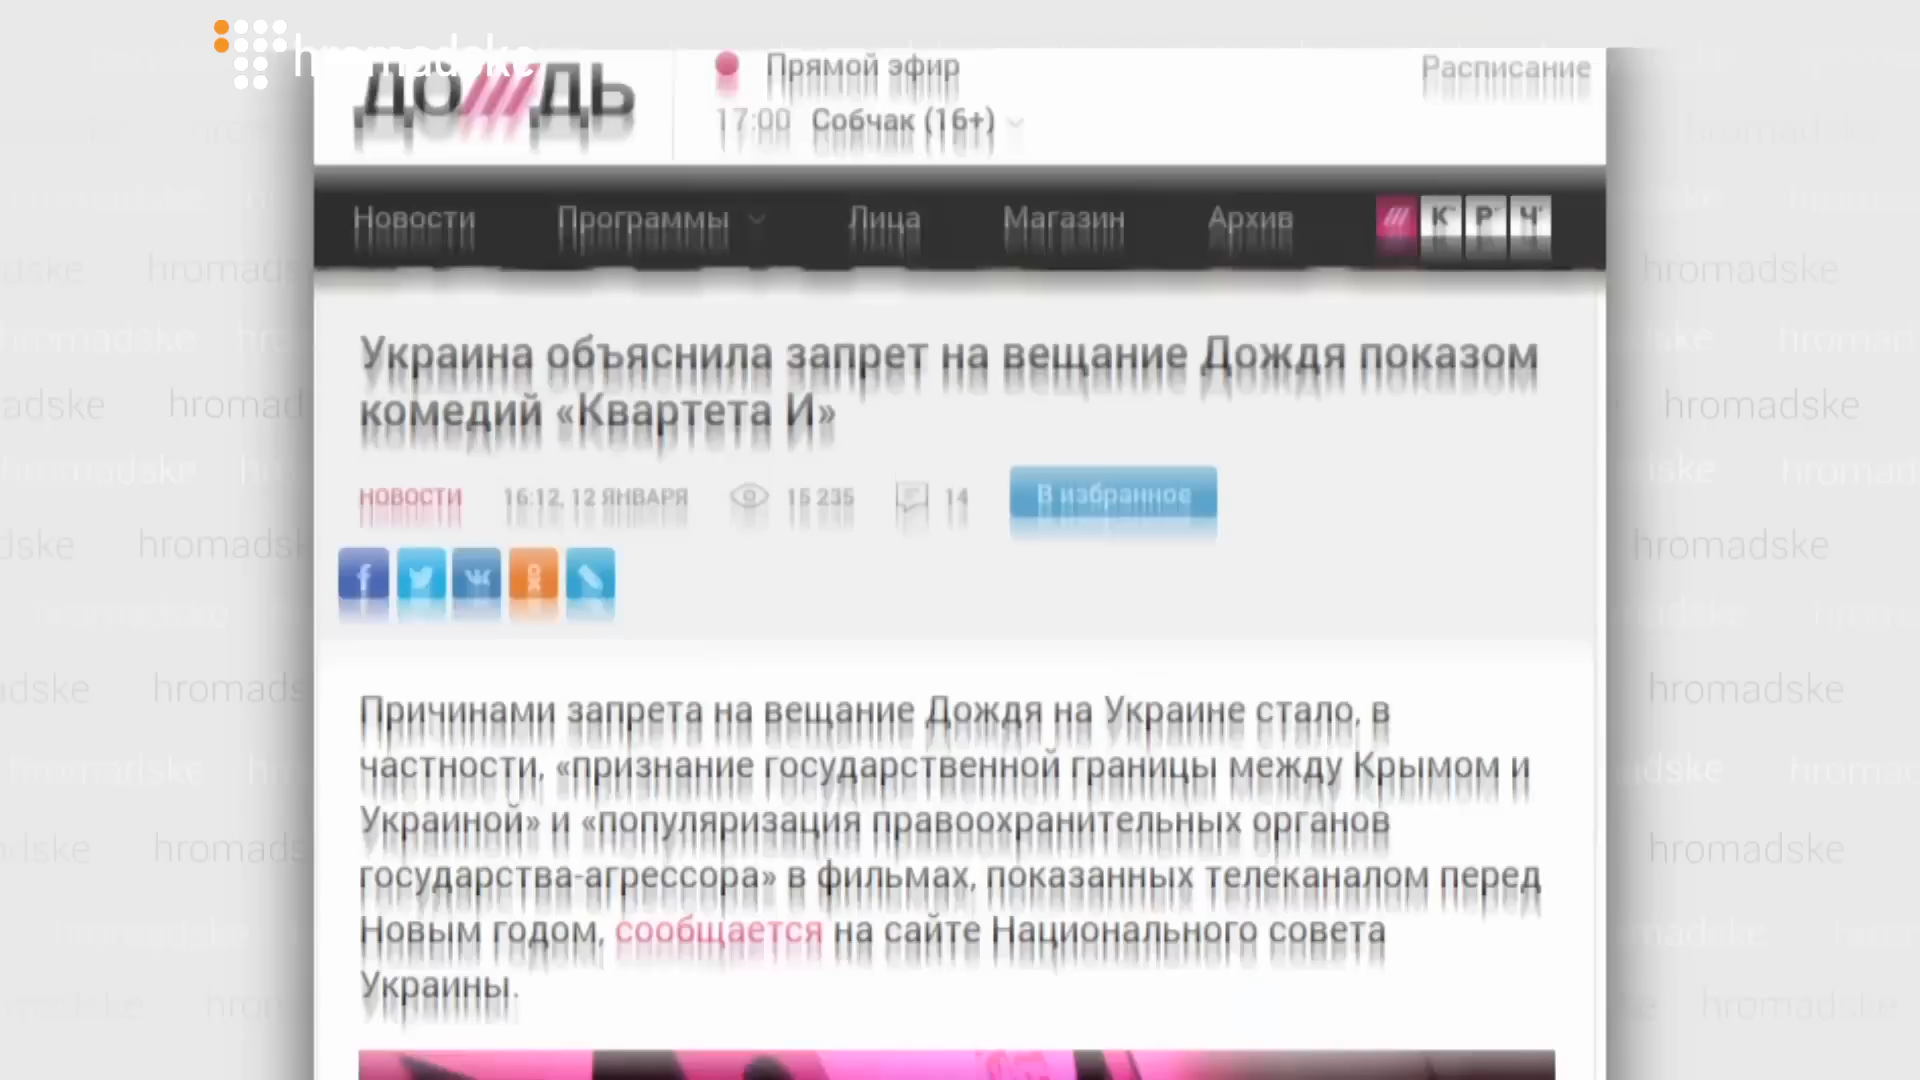 hromadske
ДОЖДЬ
Прямой эфир
Расписание
17:00 Собчак (16+)
Новости Программы Лица Магазин Архив /// К Р Ч
Украина объяснила запрет на вещание Дождя показом
комедий «Квартета И»
НОВОСТИ 16:12, 12 ЯНВАРЯ 15 235 14 В избранное
Причинами запрета на вещание Дождя на Украине стало, в
частности, «признание государственной границы между Крымом и
Украиной» и «популяризация правоохранительных органов
государства-агрессора» в фильмах, показанных телеканалом перед
Новым годом, сообщается на сайте Национального совета
Украины.